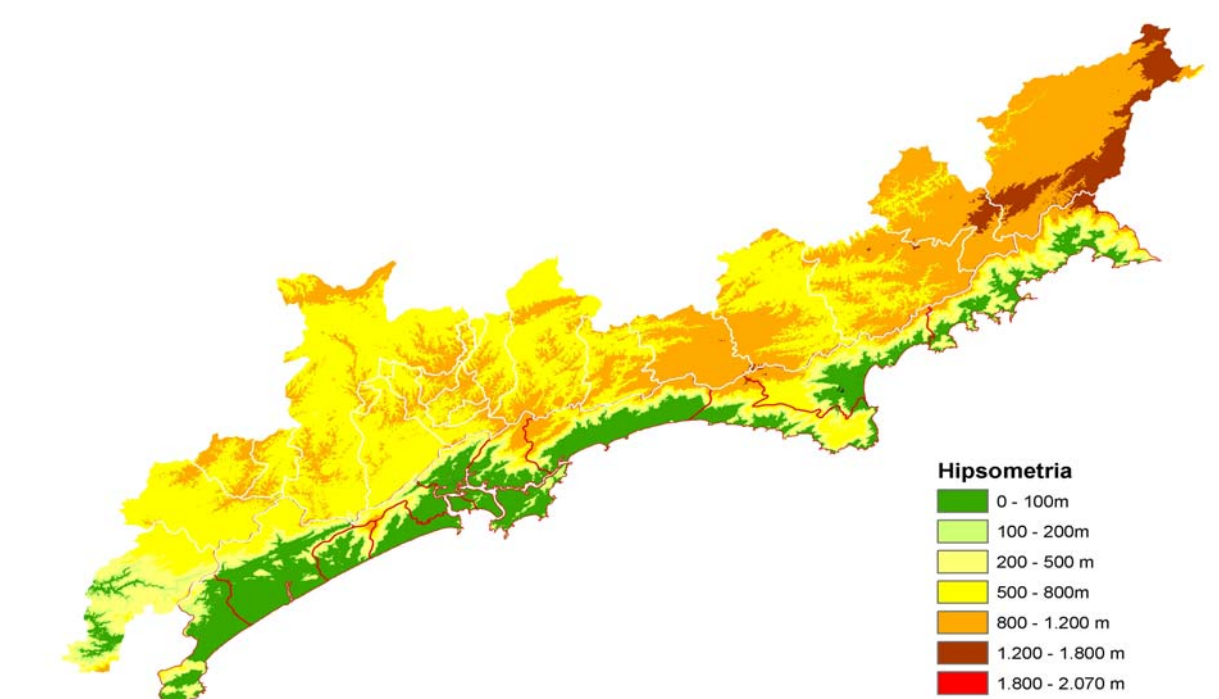 Hipsometria
0 - 100m
100 - 200m
200 - 500 m
500 - 800m
800 - 1.200 m
1.200 - 1.800 m
1.800 - 2.070 m